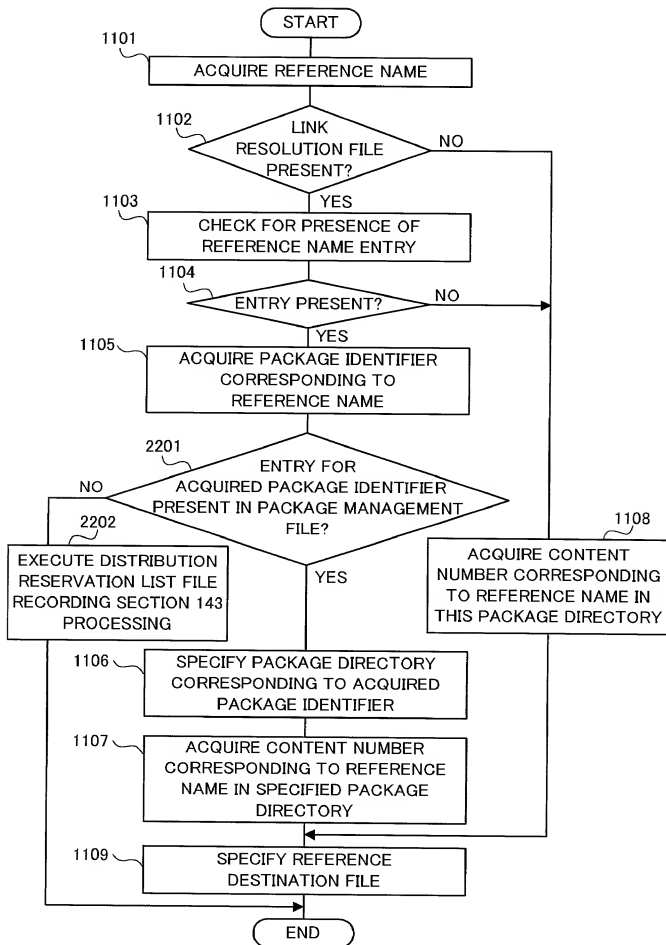 START
1101
ACQUIRE REFERENCE NAME
1102
LINK
RESOLUTION FILE
PRESENT?
NO
YES
1103
CHECK FOR PRESENCE OF
REFERENCE NAME ENTRY
1104
ENTRY PRESENT?
NO
YES
1105
ACQUIRE PACKAGE IDENTIFIER
CORRESPONDING TO
REFERENCE NAME
2201
ENTRY FOR
ACQUIRED PACKAGE IDENTIFIER
PRESENT IN PACKAGE MANAGEMENT
FILE?
NO
YES
2202
EXECUTE DISTRIBUTION
RESERVATION LIST FILE
RECORDING SECTION 143
PROCESSING
1108
ACQUIRE CONTENT
NUMBER CORRESPONDING
TO REFERENCE NAME IN
THIS PACKAGE DIRECTORY
1106
SPECIFY PACKAGE DIRECTORY
CORRESPONDING TO ACQUIRED
PACKAGE IDENTIFIER
1107
ACQUIRE CONTENT NUMBER
CORRESPONDING TO REFERENCE
NAME IN SPECIFIED PACKAGE
DIRECTORY
1109
SPECIFY REFERENCE
DESTINATION FILE
END